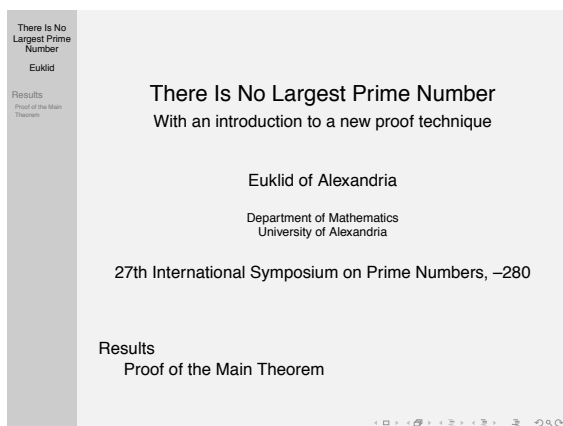 There Is No
Largest Prime
Number
Euklid
Results
Proof of the Main
Theorem
There Is No Largest Prime Number
With an introduction to a new proof technique
Euklid of Alexandria
Department of Mathematics
University of Alexandria
27th International Symposium on Prime Numbers, –280
Results
Proof of the Main Theorem